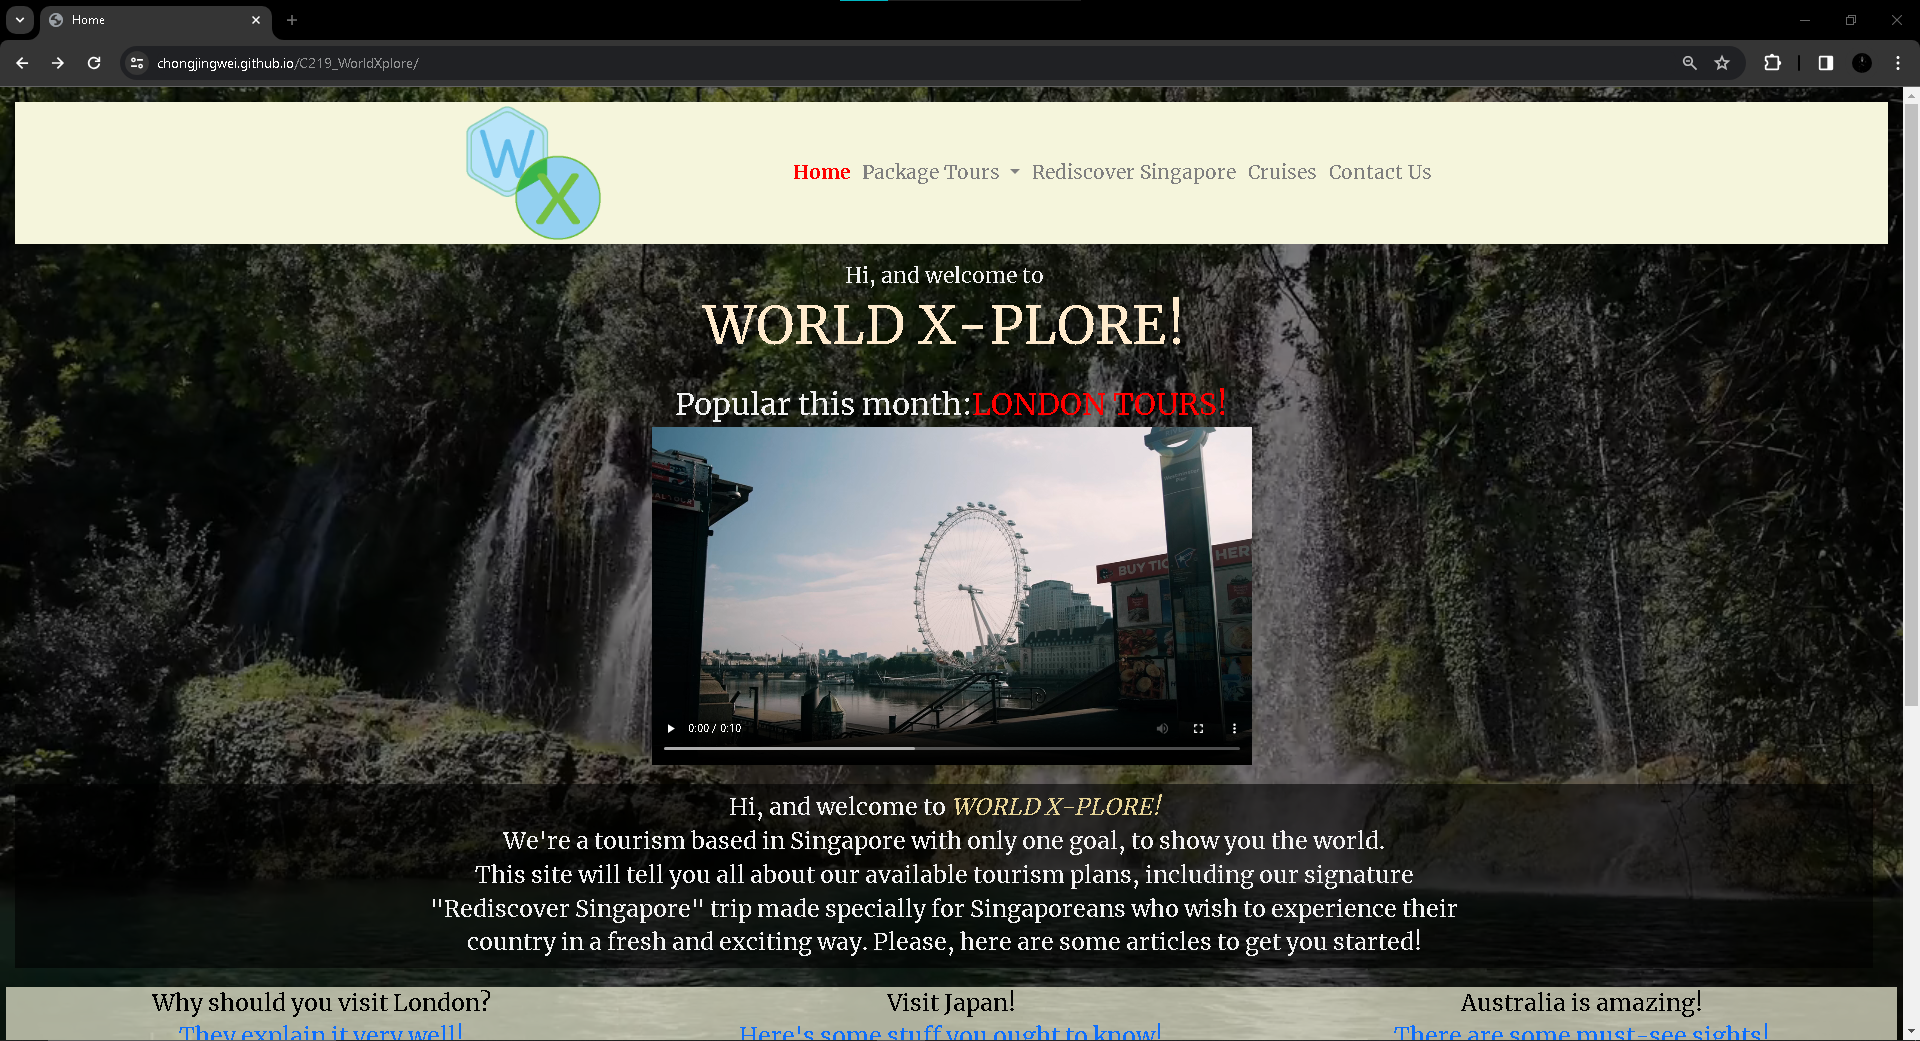 Home
chongjingwei.github.io/C219_WorldXplore/
W
X
Home Package Tours Rediscover Singapore Cruises Contact Us
Hi, and welcome to
WORLD X-PLORE!
Popular this month:LONDON TOURS!
BUY TIC
HER
0:00 / 0:10
Hi, and welcome to WORLD X-PLORE!
We're a tourism based in Singapore with only one goal, to show you the world.
This site will tell you all about our available tourism plans, including our signature
"Rediscover Singapore" trip made specially for Singaporeans who wish to experience their
country in a fresh and exciting way. Please, here are some articles to get you started!
Why should you visit London? Visit Japan! Australia is amazing!
They explain it very well! Here's some stuff you ought to know! There are some must-see sights!